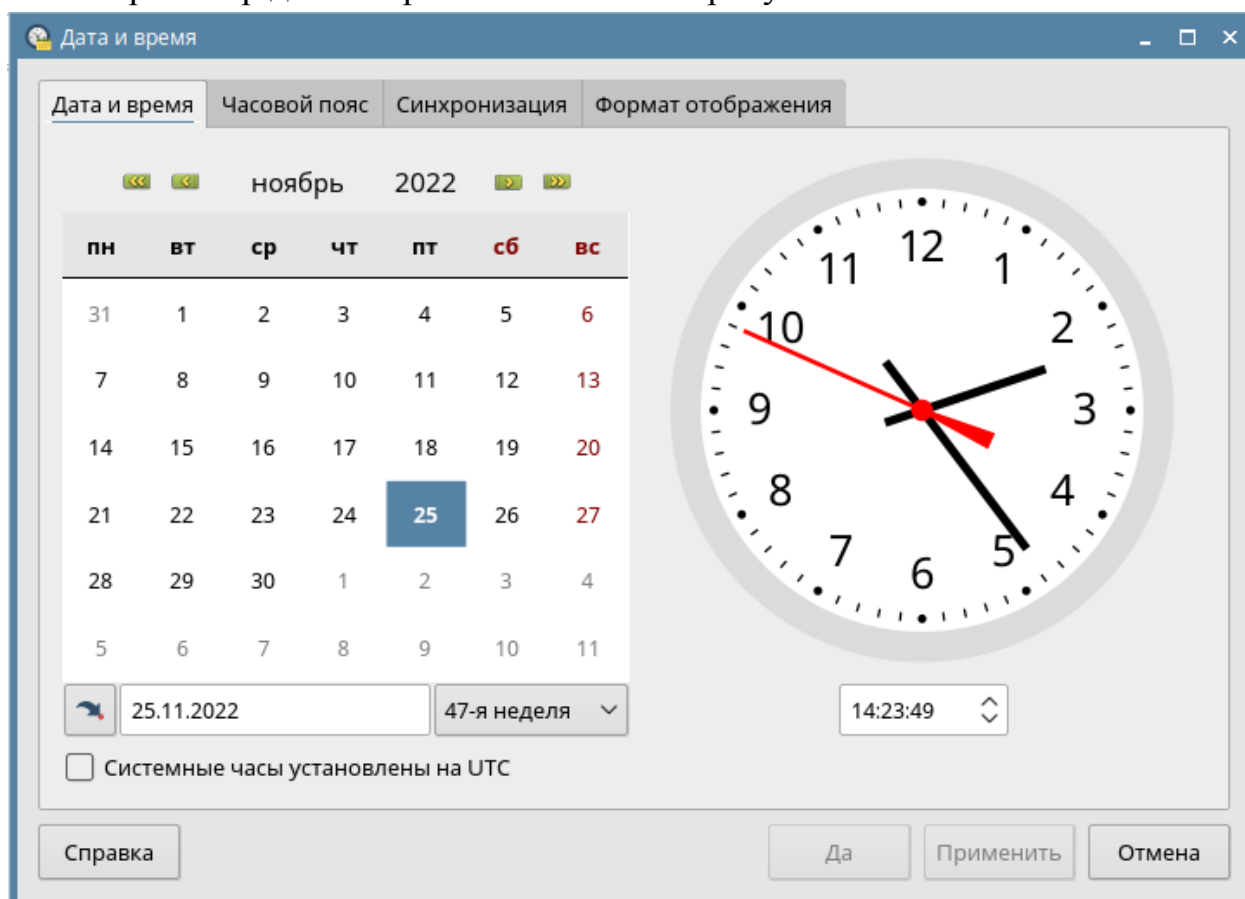 Дата и время
Дата и время Часовой пояс Синхронизация Формат отображения
ноябрь 2022
пн вт ср чт пт сб вс
31 1 2 3 4 5 6
7 8 9 10 11 12 13
14 15 16 17 18 19 20
21 22 23 24 25 26 27
28 29 30 1 2 3 4
5 6 7 8 9 10 11
25.11.2022 47-я неделя
Системные часы установлены на UTC
12
11 1
10 2
9 3
8 4
7 5
6
14:23:49
Справка Да Применить Отмена